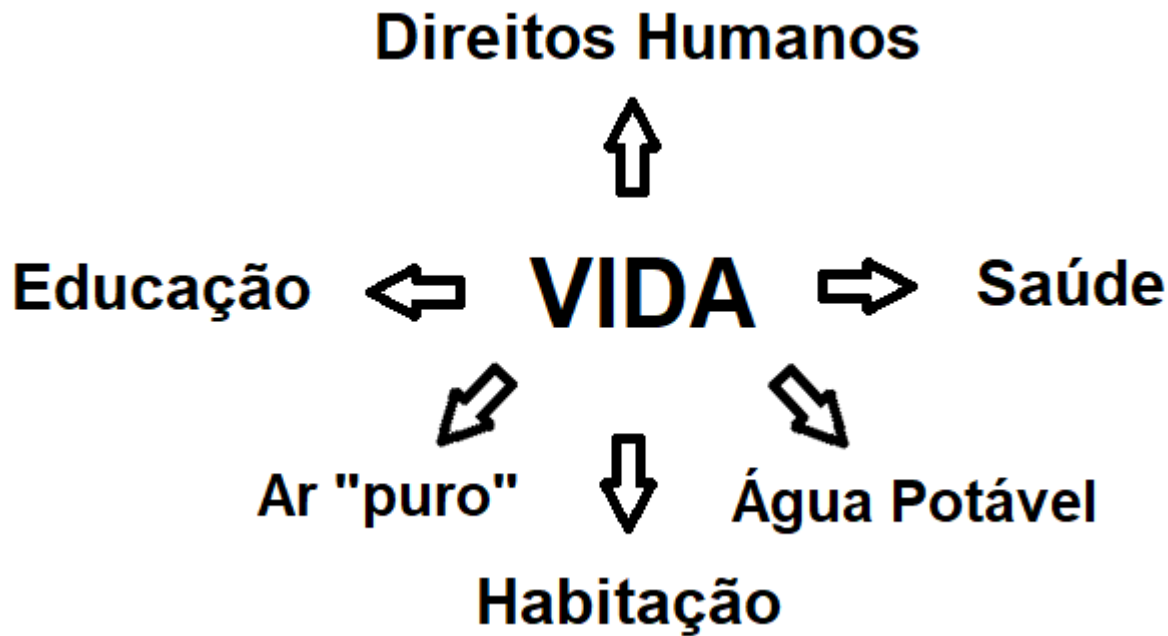 Direitos Humanos
Educação
VIDA
Saúde
Ar "puro"
Água Potável
Habitação